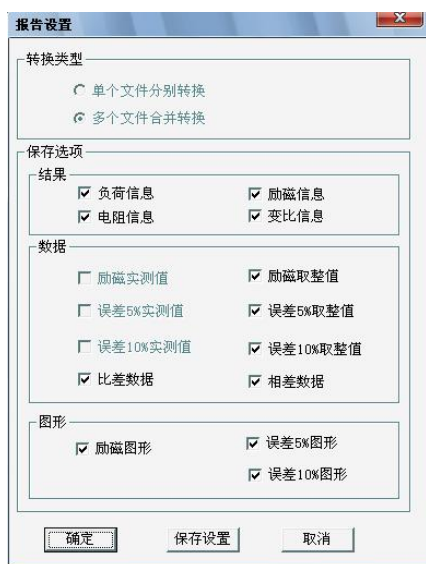 报告设置
转换类型
单个文件分别转换
多个文件合并转换
保存选项
结果
负荷信息 励磁信息
电阻信息 变比信息
数据
励磁实测值 励磁取整值
误差5%实测值 误差5%取整值
误差10%实测值 误差10%取整值
比差数据 相差数据
图形
励磁图形 误差5%图形
误差10%图形
确定 保存设置 取消